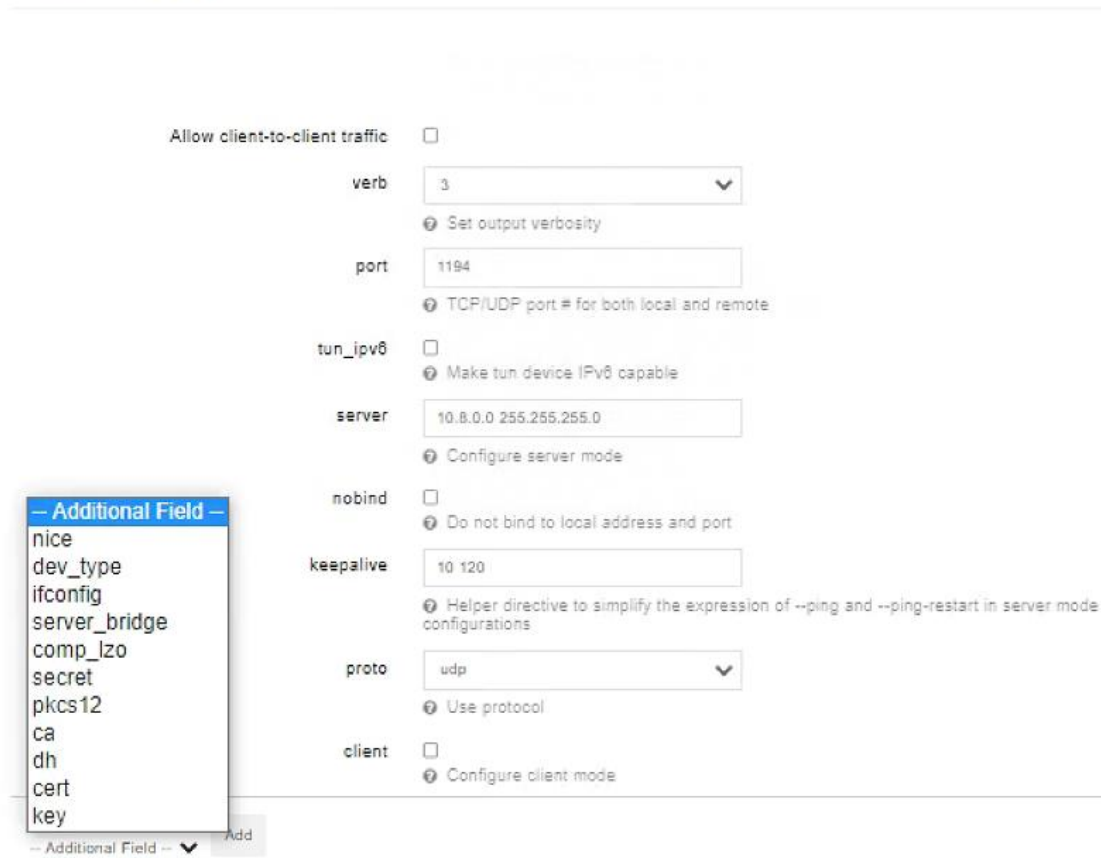 Allow client-to-client traffic
verb
3
Set output verbosity
port
1194
TCP/UDP port # for both local and remote
tun_ipv6
Make tun device IPv6 capable
server
10.8.0.0 255.255.255.0
Configure server mode
nobind
Do not bind to local address and port
keepalive
10 120
Helper directive to simplify the expression of --ping and --ping-restart in server mode
configurations
proto
udp
Use protocol
client
Configure client mode
-- Additional Field --
nice
dev_type
ifconfig
server_bridge
comp_lzo
secret
pkcs12
ca
dh
cert
key
-- Additional Field --
Add